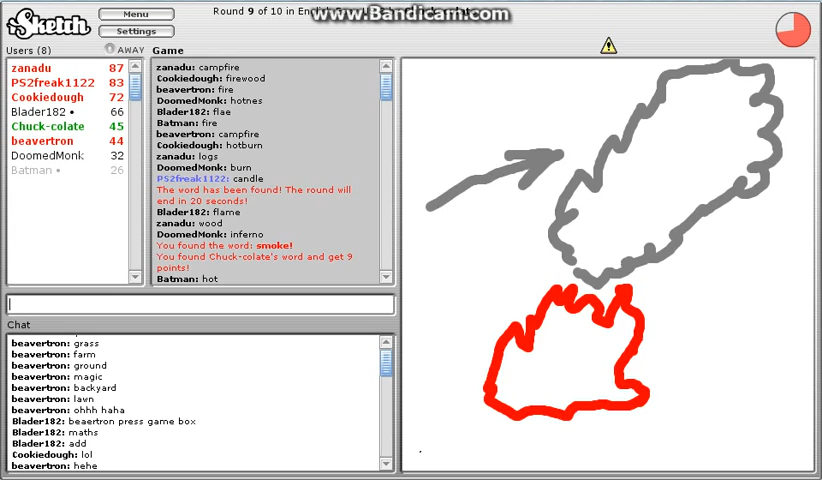 www.Bandicam.com
Round 9 of 10 in English
iSketch
Menu
Settings
Users (8)
AWAY
Game
zanadu 87
PS2freak1122 83
Cookiedough 72
Blader182 • 66
Chuck-colate 45
beavertron 44
DoomedMonk 32
Batman • 26
zanadu: campfire
Cookiedough: firewood
beavertron: fire
DoomedMonk: hotnes
Blader182: flae
Batman: fire
beavertron: campfire
Cookiedough: hotburn
zanadu: logs
DoomedMonk: burn
PS2freak1122: candle
The word has been found! The round will
end in 20 seconds!
Blader182: flame
zanadu: wood
DoomedMonk: inferno
You found the word: smoke!
You found Chuck-colate's word and get 9
points!
Batman: hot
Chat
beavertron: grass
beavertron: farm
beavertron: ground
beavertron: magic
beavertron: backyard
beavertron: lawn
beavertron: ohhh haha
Blader182: beaertron press game box
Blader182: maths
Blader182: add
Cookiedough: lol
beavertron: hehe